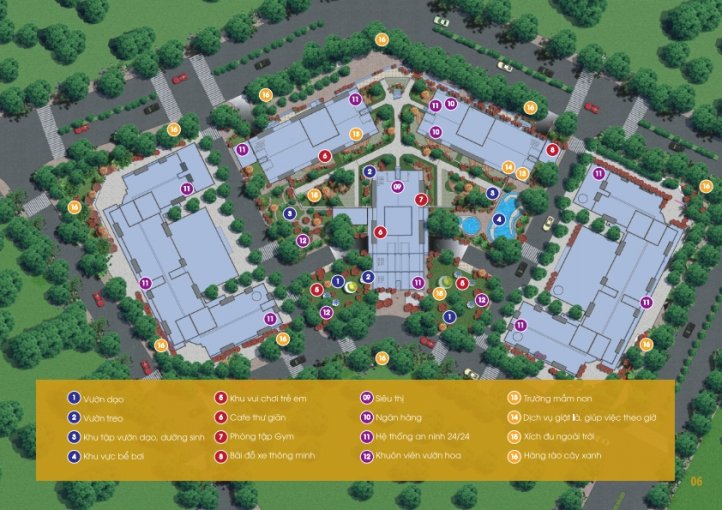 1 Vườn dạo
2 Vườn treo
3 Khu tập vườn dạo, dưỡng sinh
4 Khu vực bể bơi
5 Khu vui chơi trẻ em
6 Cafe thư giãn
7 Phòng tập Gym
8 Bãi đỗ xe thông minh
09 Siêu thị
10 Ngân hàng
11 Hệ thống an ninh 24/24
12 Khuôn viên vườn hoa
13 Trường mầm non
14 Dịch vụ giặt là, giúp việc theo giờ
15 Xích đu ngoài trời
16 Hàng rào cây xanh
06